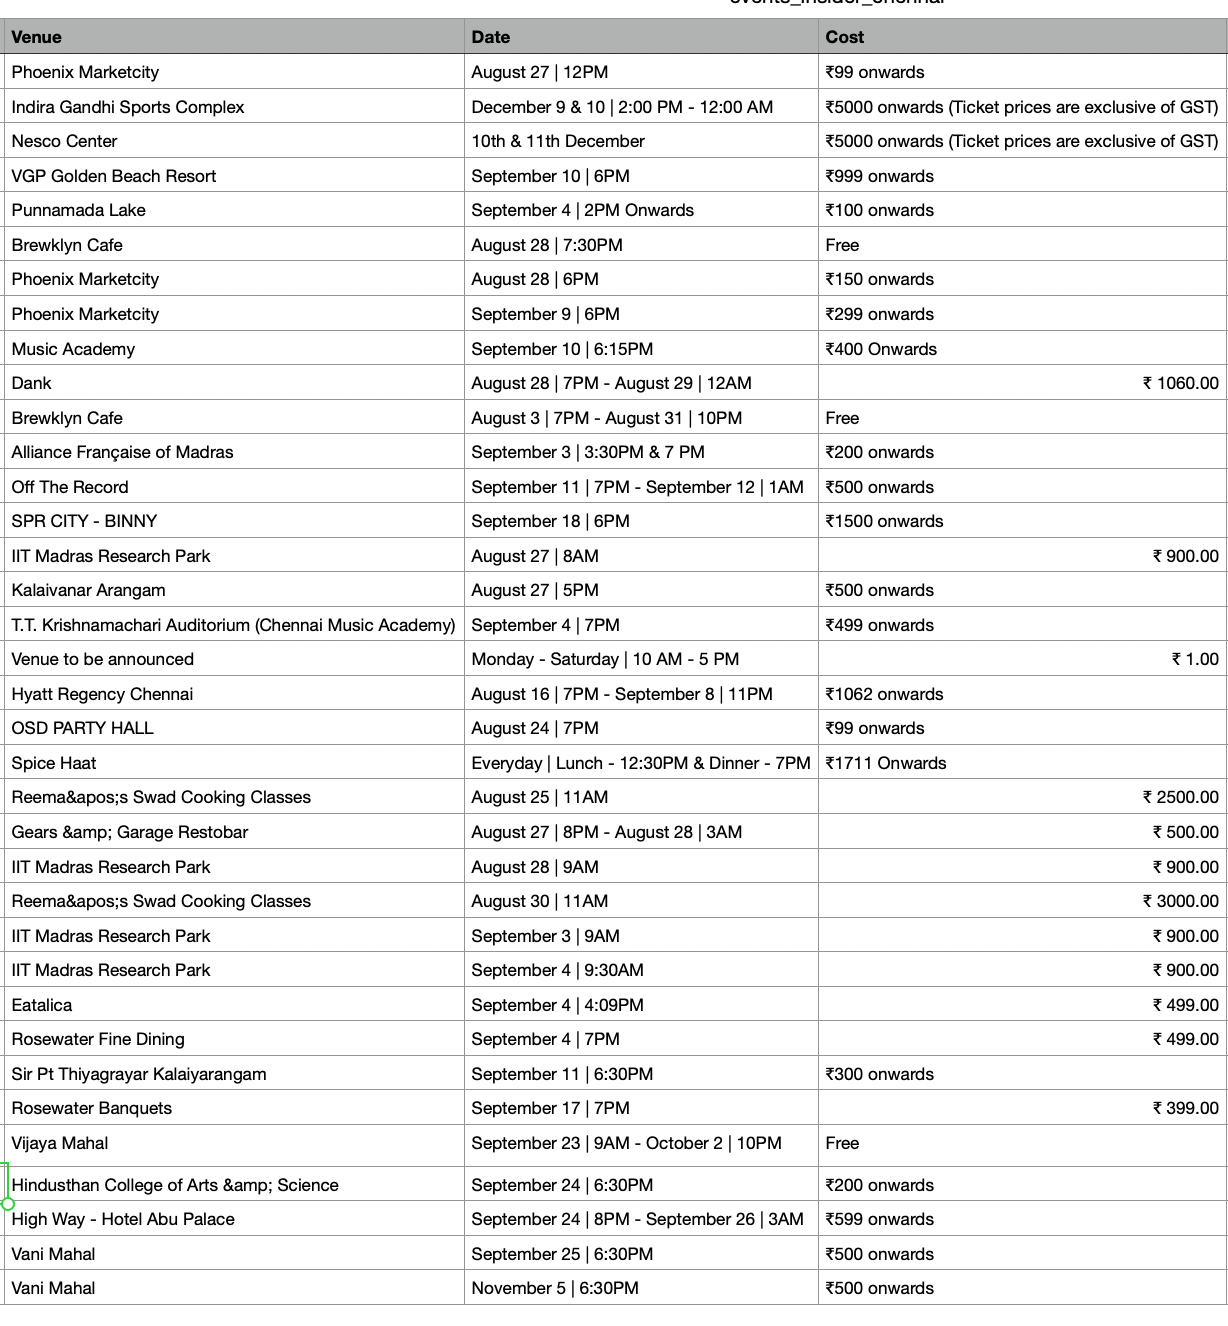 events_insider_chennai
Venue Date Cost
Phoenix Marketcity August 27 | 12PM ₹99 onwards
Indira Gandhi Sports Complex December 9 & 10 | 2:00 PM - 12:00 AM ₹5000 onwards (Ticket prices are exclusive of GST)
Nesco Center 10th & 11th December ₹5000 onwards (Ticket prices are exclusive of GST)
VGP Golden Beach Resort September 10 | 6PM ₹999 onwards
Punnamada Lake September 4 | 2PM Onwards ₹100 onwards
Brewklyn Cafe August 28 | 7:30PM Free
Phoenix Marketcity August 28 | 6PM ₹150 onwards
Phoenix Marketcity September 9 | 6PM ₹299 onwards
Music Academy September 10 | 6:15PM ₹400 Onwards
Dank August 28 | 7PM - August 29 | 12AM ₹ 1060.00
Brewklyn Cafe August 3 | 7PM - August 31 | 10PM Free
Alliance Française of Madras September 3 | 3:30PM & 7 PM ₹200 onwards
Off The Record September 11 | 7PM - September 12 | 1AM ₹500 onwards
SPR CITY - BINNY September 18 | 6PM ₹1500 onwards
IIT Madras Research Park August 27 | 8AM ₹ 900.00
Kalaivanar Arangam August 27 | 5PM ₹500 onwards
T.T. Krishnamachari Auditorium (Chennai Music Academy) September 4 | 7PM ₹499 onwards
Venue to be announced Monday - Saturday | 10 AM - 5 PM ₹ 1.00
Hyatt Regency Chennai August 16 | 7PM - September 8 | 11PM ₹1062 onwards
OSD PARTY HALL August 24 | 7PM ₹99 onwards
Spice Haat Everyday | Lunch - 12:30PM & Dinner - 7PM ₹1711 Onwards
Reema&apos;s Swad Cooking Classes August 25 | 11AM ₹ 2500.00
Gears &amp; Garage Restobar August 27 | 8PM - August 28 | 3AM ₹ 500.00
IIT Madras Research Park August 28 | 9AM ₹ 900.00
Reema&apos;s Swad Cooking Classes August 30 | 11AM ₹ 3000.00
IIT Madras Research Park September 3 | 9AM ₹ 900.00
IIT Madras Research Park September 4 | 9:30AM ₹ 900.00
Eatalica September 4 | 4:09PM ₹ 499.00
Rosewater Fine Dining September 4 | 7PM ₹ 499.00
Sir Pt Thiyagrayar Kalaiyarangam September 11 | 6:30PM ₹300 onwards
Rosewater Banquets September 17 | 7PM ₹ 399.00
Vijaya Mahal September 23 | 9AM - October 2 | 10PM Free
Hindusthan College of Arts &amp; Science September 24 | 6:30PM ₹200 onwards
High Way - Hotel Abu Palace September 24 | 8PM - September 26 | 3AM ₹599 onwards
Vani Mahal September 25 | 6:30PM ₹500 onwards
Vani Mahal November 5 | 6:30PM ₹500 onwards